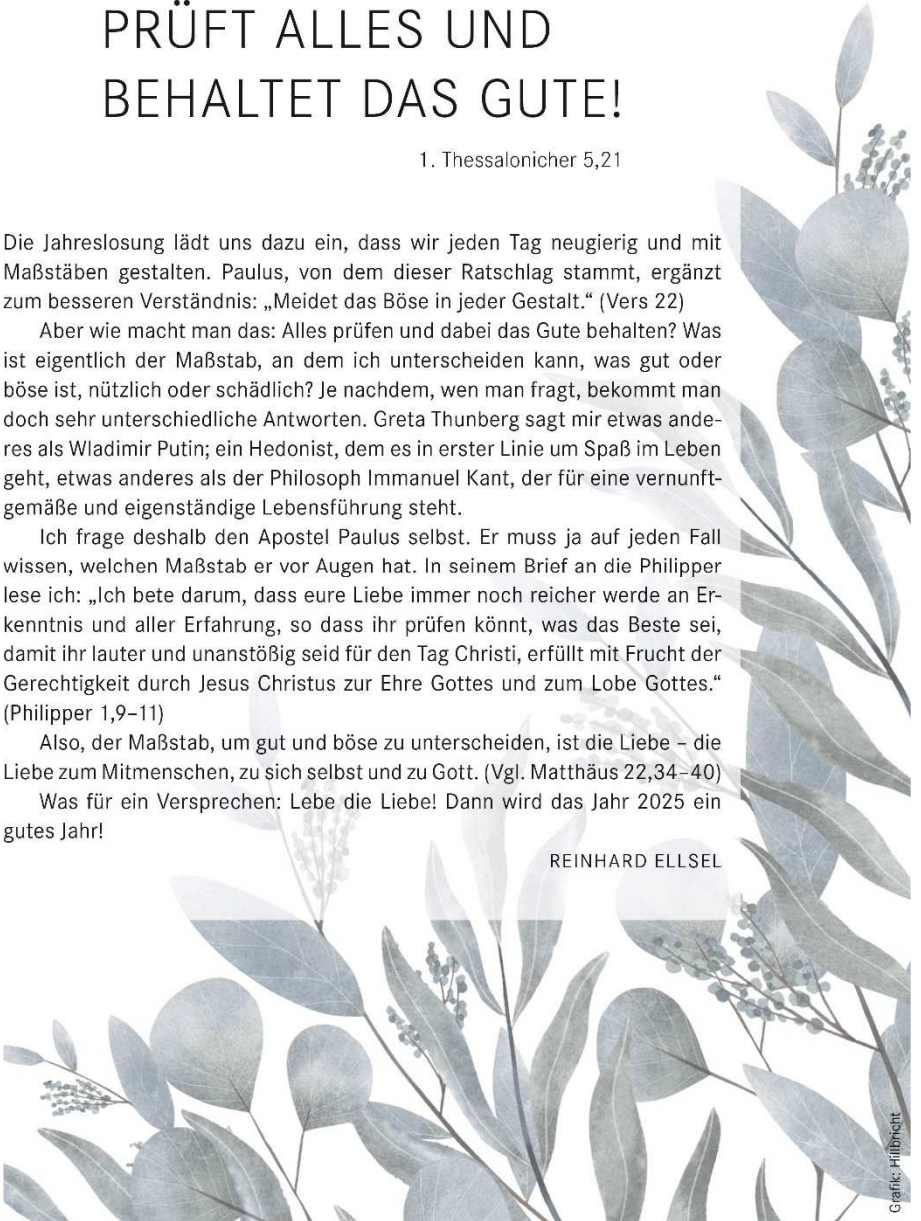 PRÜFT ALLES UND
BEHALTET DAS GUTE!
1. Thessalonicher 5,21
Die Jahreslosung lädt uns dazu ein, dass wir jeden Tag neugierig und mit
Maßstäben gestalten. Paulus, von dem dieser Ratschlag stammt, ergänzt
zum besseren Verständnis: „Meidet das Böse in jeder Gestalt.“ (Vers 22)
Aber wie macht man das: Alles prüfen und dabei das Gute behalten? Was
ist eigentlich der Maßstab, an dem ich unterscheiden kann, was gut oder
böse ist, nützlich oder schädlich? Je nachdem, wen man fragt, bekommt man
doch sehr unterschiedliche Antworten. Greta Thunberg sagt mir etwas ande-
res als Wladimir Putin; ein Hedonist, dem es in erster Linie um Spaß im Leben
geht, etwas anderes als der Philosoph Immanuel Kant, der für eine vernunft-
gemäße und eigenständige Lebensführung steht.
Ich frage deshalb den Apostel Paulus selbst. Er muss ja auf jeden Fall
wissen, welchen Maßstab er vor Augen hat. In seinem Brief an die Philipper
lese ich: „Ich bete darum, dass eure Liebe immer noch reicher werde an Er-
kenntnis und aller Erfahrung, so dass ihr prüfen könnt, was das Beste sei,
damit ihr lauter und unanstößig seid für den Tag Christi, erfüllt mit Frucht der
Gerechtigkeit durch Jesus Christus zur Ehre Gottes und zum Lobe Gottes.“
(Philipper 1,9–11)
Also, der Maßstab, um gut und böse zu unterscheiden, ist die Liebe – die
Liebe zum Mitmenschen, zu sich selbst und zu Gott. (Vgl. Matthäus 22,34–40)
Was für ein Versprechen: Lebe die Liebe! Dann wird das Jahr 2025 ein
gutes Jahr!
REINHARD ELLSEL
Grafik: Hillbricht